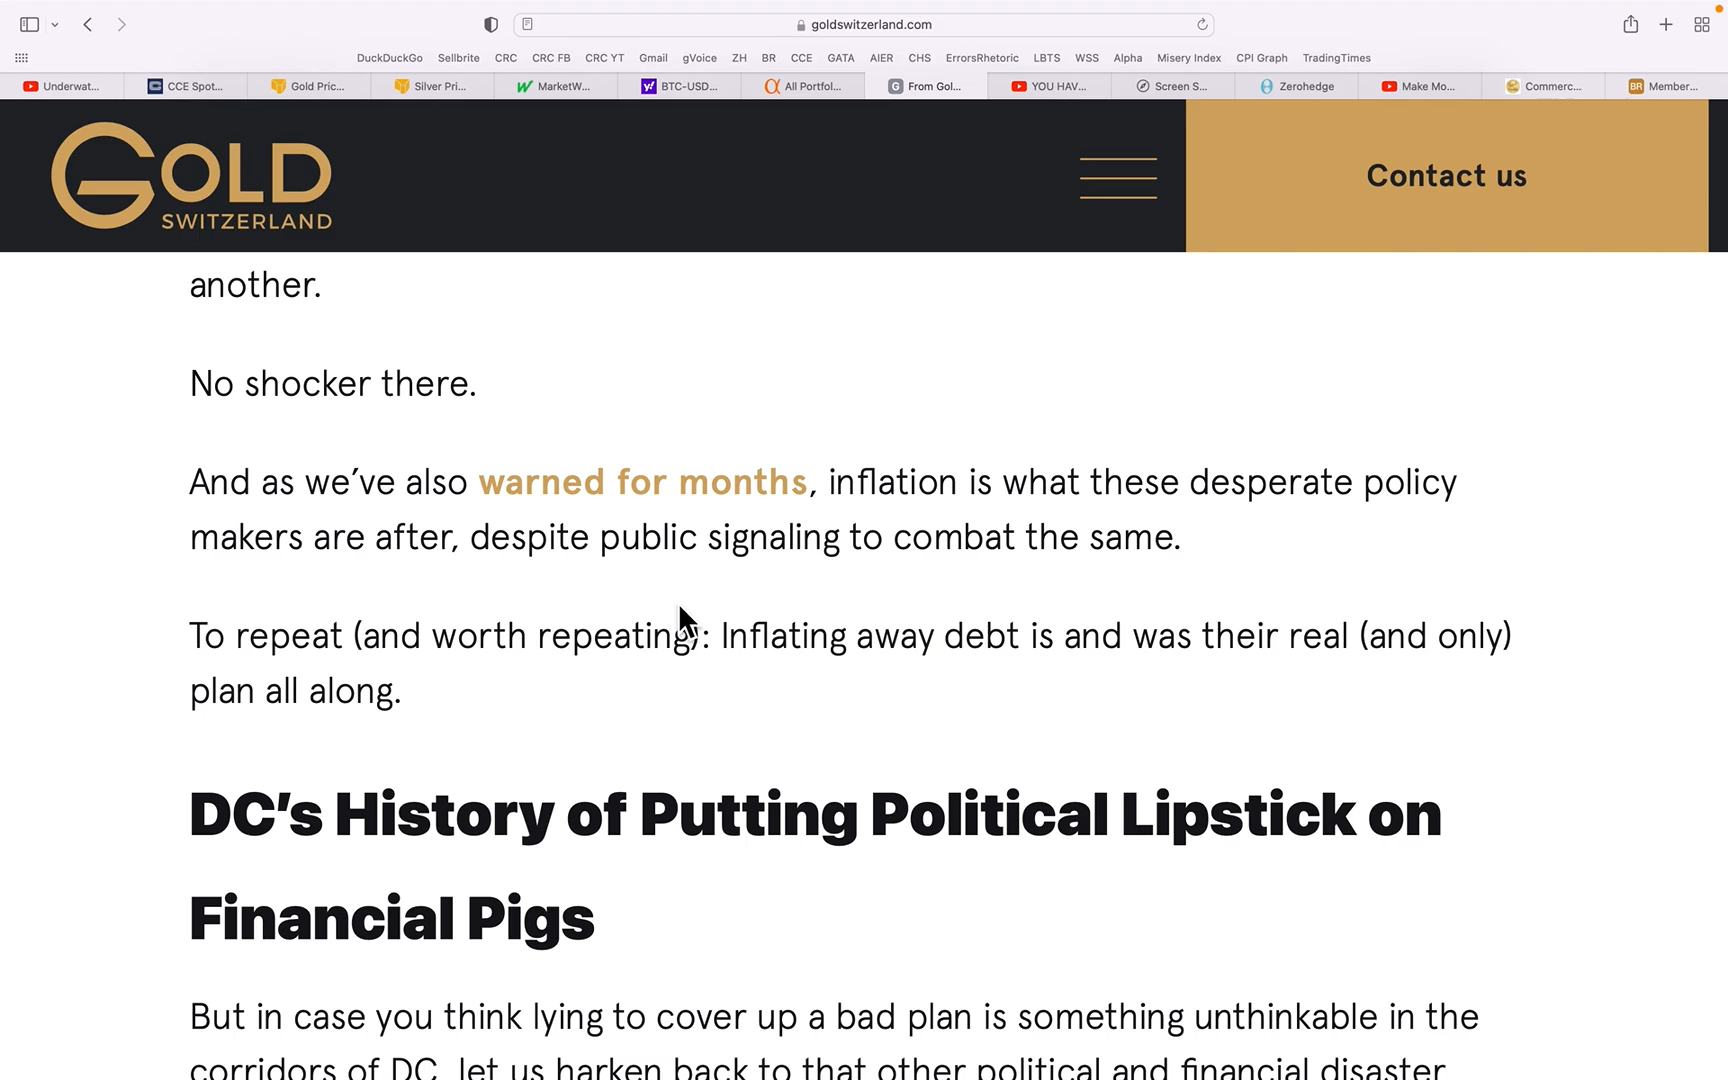 goldswitzerland.com
DuckDuckGo Sellbrite CRC CRC FB CRC YT Gmail gVoice ZH BR CCE GATA AIER CHS ErrorsRhetoric LBTS WSS Alpha Misery Index CPI Graph TradingTimes
Underwat... CCE Spot... Gold Pric... Silver Pri... MarketW... BTC-USD... All Portfol... From Gol... YOU HAV... Screen S... Zerohedge Make Mo... Commerc... BR Member...
GOLD
SWITZERLAND
Contact us
another.
No shocker there.
And as we’ve also warned for months, inflation is what these desperate policy
makers are after, despite public signaling to combat the same.
To repeat (and worth repeating): Inflating away debt is and was their real (and only)
plan all along.
DC’s History of Putting Political Lipstick on
Financial Pigs
But in case you think lying to cover up a bad plan is something unthinkable in the
corridors of DC, let us harken back to that other political and financial disaster